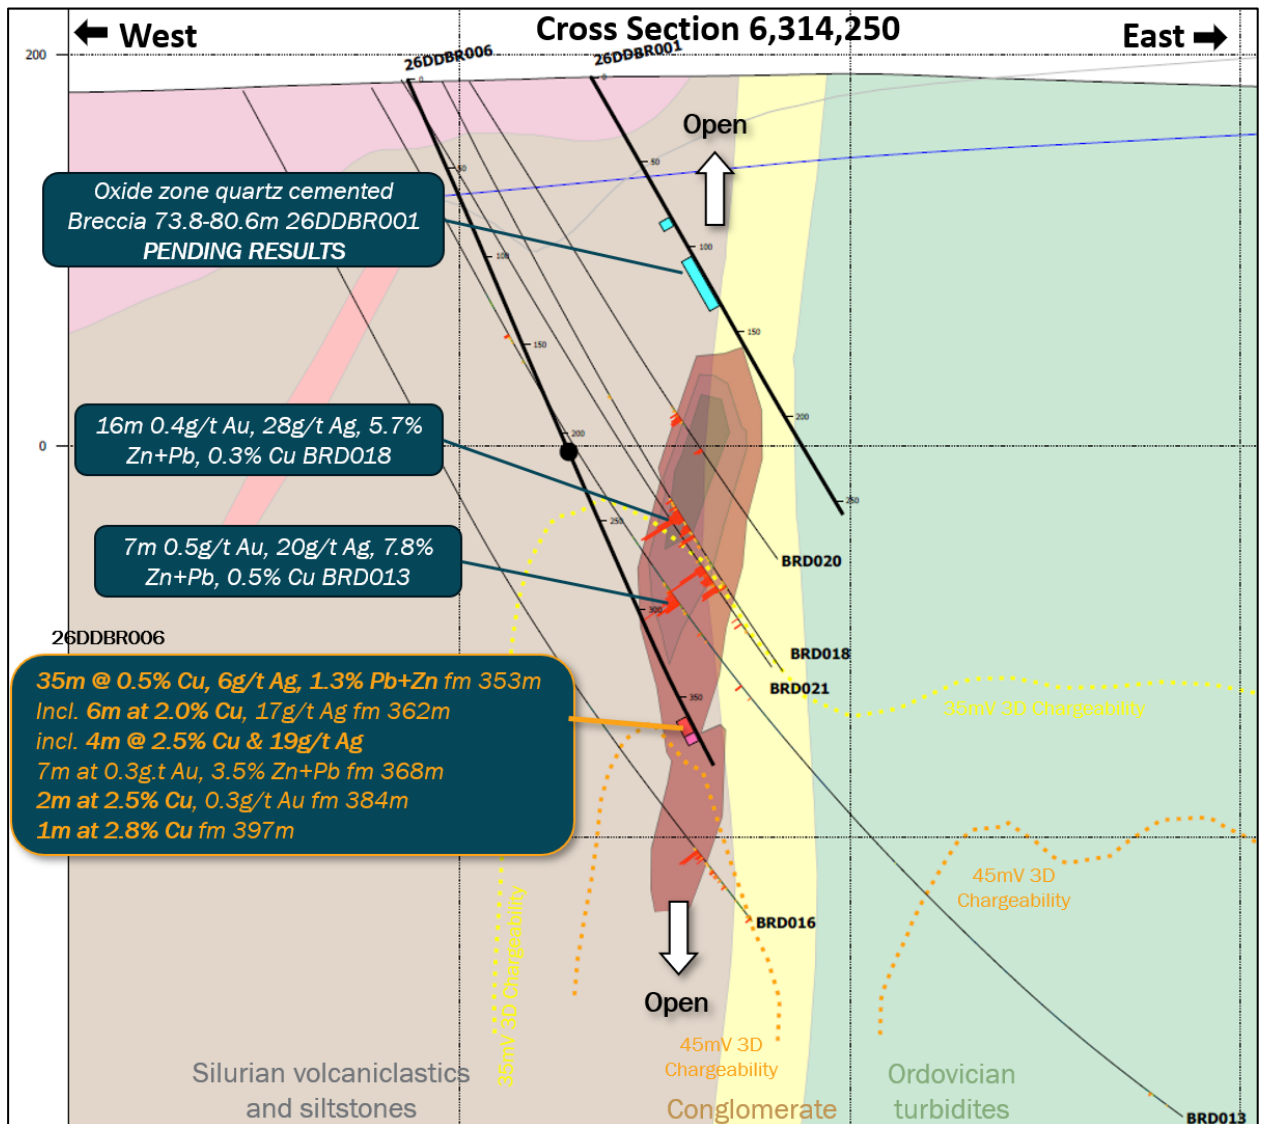 Cross Section 6,314,250
West
East
200
26DDBR006
26DDBR001
0
0
Open
50
50
Oxide zone quartz cemented
Breccia 73.8-80.6m 26DDBR001
PENDING RESULTS
100
100
150
150
16m 0.4g/t Au, 28g/t Ag, 5.7%
Zn+Pb, 0.3% Cu BRD018
200
200
0
250
250
7m 0.5g/t Au, 20g/t Ag, 7.8%
Zn+Pb, 0.5% Cu BRD013
BRD020
300
26DDBR006
BRD018
BRD021
35m @ 0.5% Cu, 6g/t Ag, 1.3% Pb+Zn fm 353m
Incl. 6m at 2.0% Cu, 17g/t Ag fm 362m
incl. 4m @ 2.5% Cu & 19g/t Ag
7m at 0.3g.t Au, 3.5% Zn+Pb fm 368m
2m at 2.5% Cu, 0.3g/t Au fm 384m
1m at 2.8% Cu fm 397m
350
35mV 3D Chargeability
45mV 3D
Chargeability
BRD016
35mV 3D Chargeability
Open
45mV 3D
Chargeability
Silurian volcaniclastics
and siltstones
Conglomerate
Ordovician
turbidites
BRD013